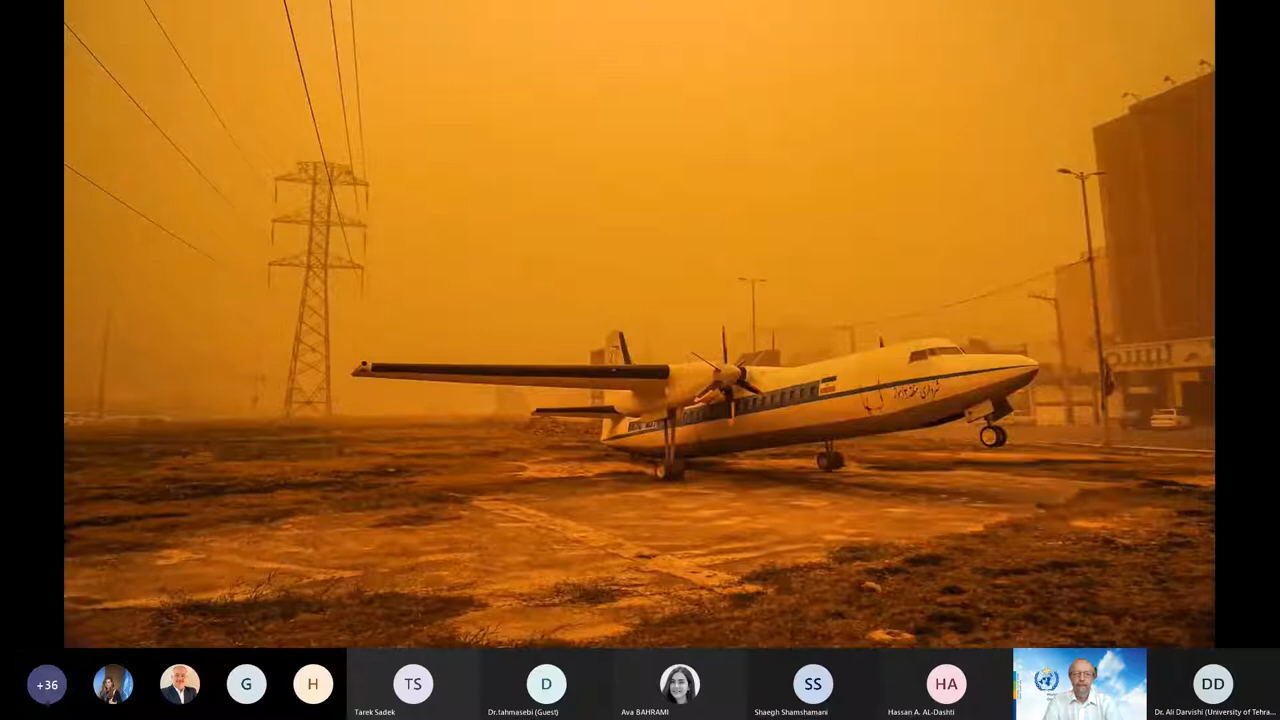 +36
G
H
TS
Tarek Sadek
D
Dr.tahmasebi (Guest)
Ava BAHRAMI
SS
Shaegh Shamshamani
HA
Hassan A. AL-Dashti
DD
Dr. Ali Darvishi (University of Tehra...